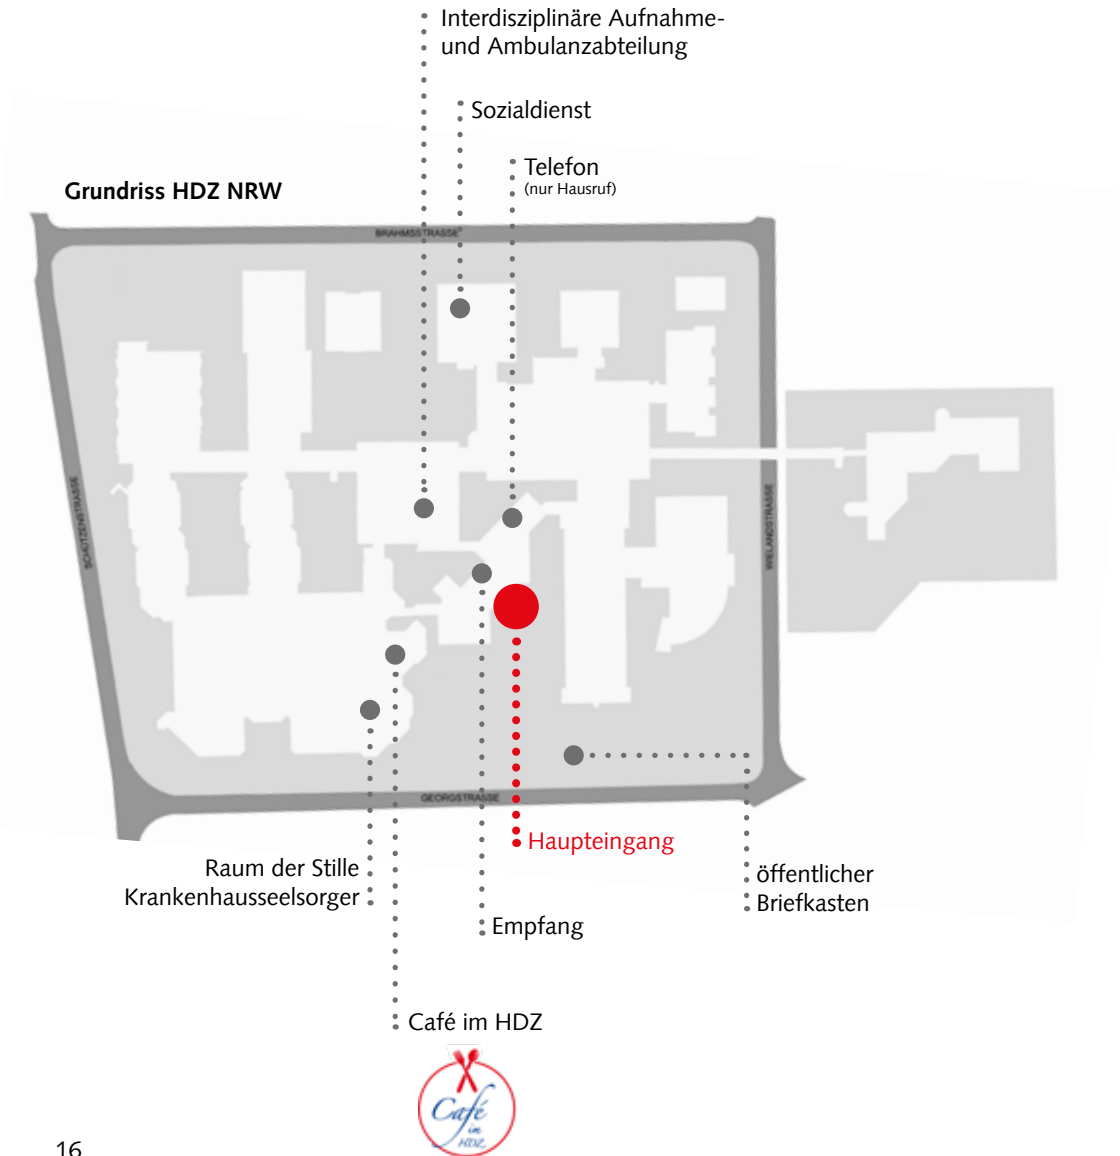 Interdisziplinäre Aufnahme-
und Ambulanzabteilung
Sozialdienst
Telefon
(nur Hausruf)
Grundriss HDZ NRW
BRAHMSSTRASSE
SCHÜTZENSTRASSE
WIELANDSTRASSE
GEORGSTRASSE
Haupteingang
Raum der Stille
Krankenhausseelsorger
öffentlicher
Briefkasten
Empfang
Café im HDZ
Café
im
HDZ
16